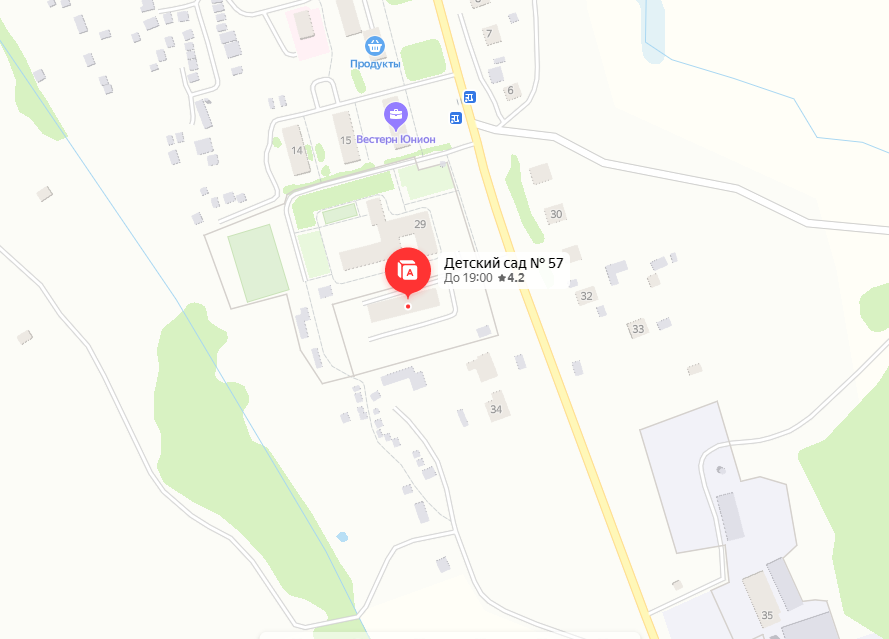 8
7
Продукты
6
Вестерн Юнион
14
15
30
29
Детский сад № 57
До 19:00 ★4.2
32
33
34
35